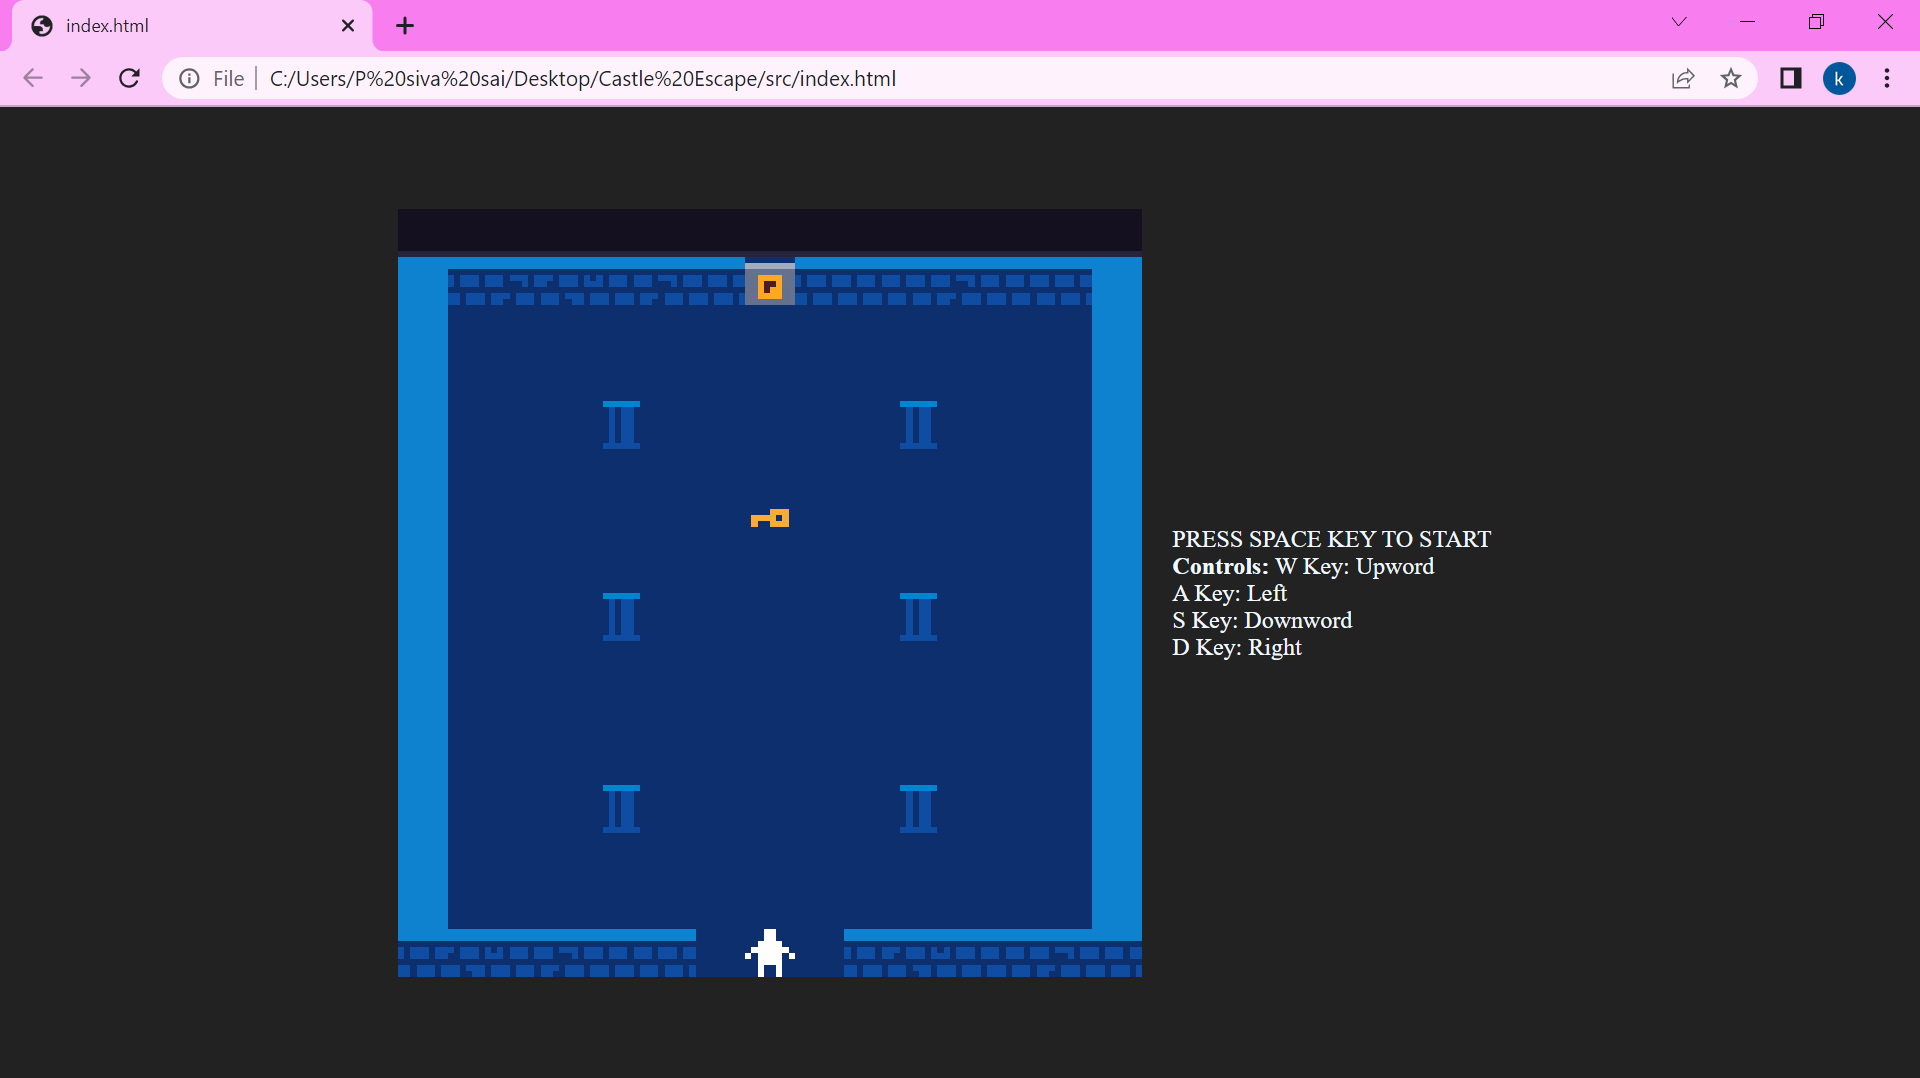 index.html
File C:/Users/P%20siva%20sai/Desktop/Castle%20Escape/src/index.html
k
PRESS SPACE KEY TO START
Controls: W Key: Upword
A Key: Left
S Key: Downword
D Key: Right